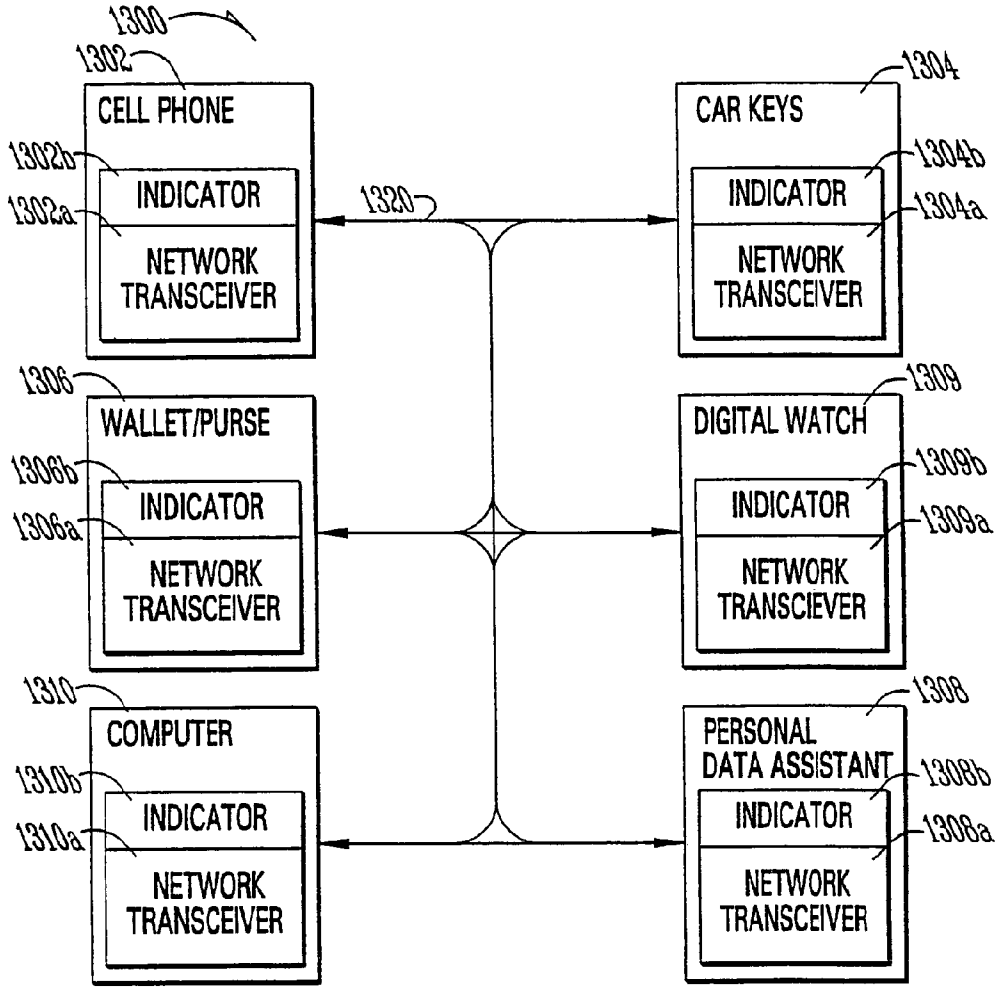 1300
1302
CELL PHONE
1302b
INDICATOR
1302a
NETWORK
TRANSCEIVER
1320
1304
CAR KEYS
1304b
INDICATOR
1304a
NETWORK
TRANSCEIVER
1306
WALLET/PURSE
1306b
INDICATOR
1306a
NETWORK
TRANSCEIVER
1309
DIGITAL WATCH
1309b
INDICATOR
1309a
NETWORK
TRANSCIEVER
1310
COMPUTER
1310b
INDICATOR
1310a
NETWORK
TRANSCEIVER
1308
PERSONAL
DATA ASSISTANT
1308b
INDICATOR
1308a
NETWORK
TRANSCEIVER